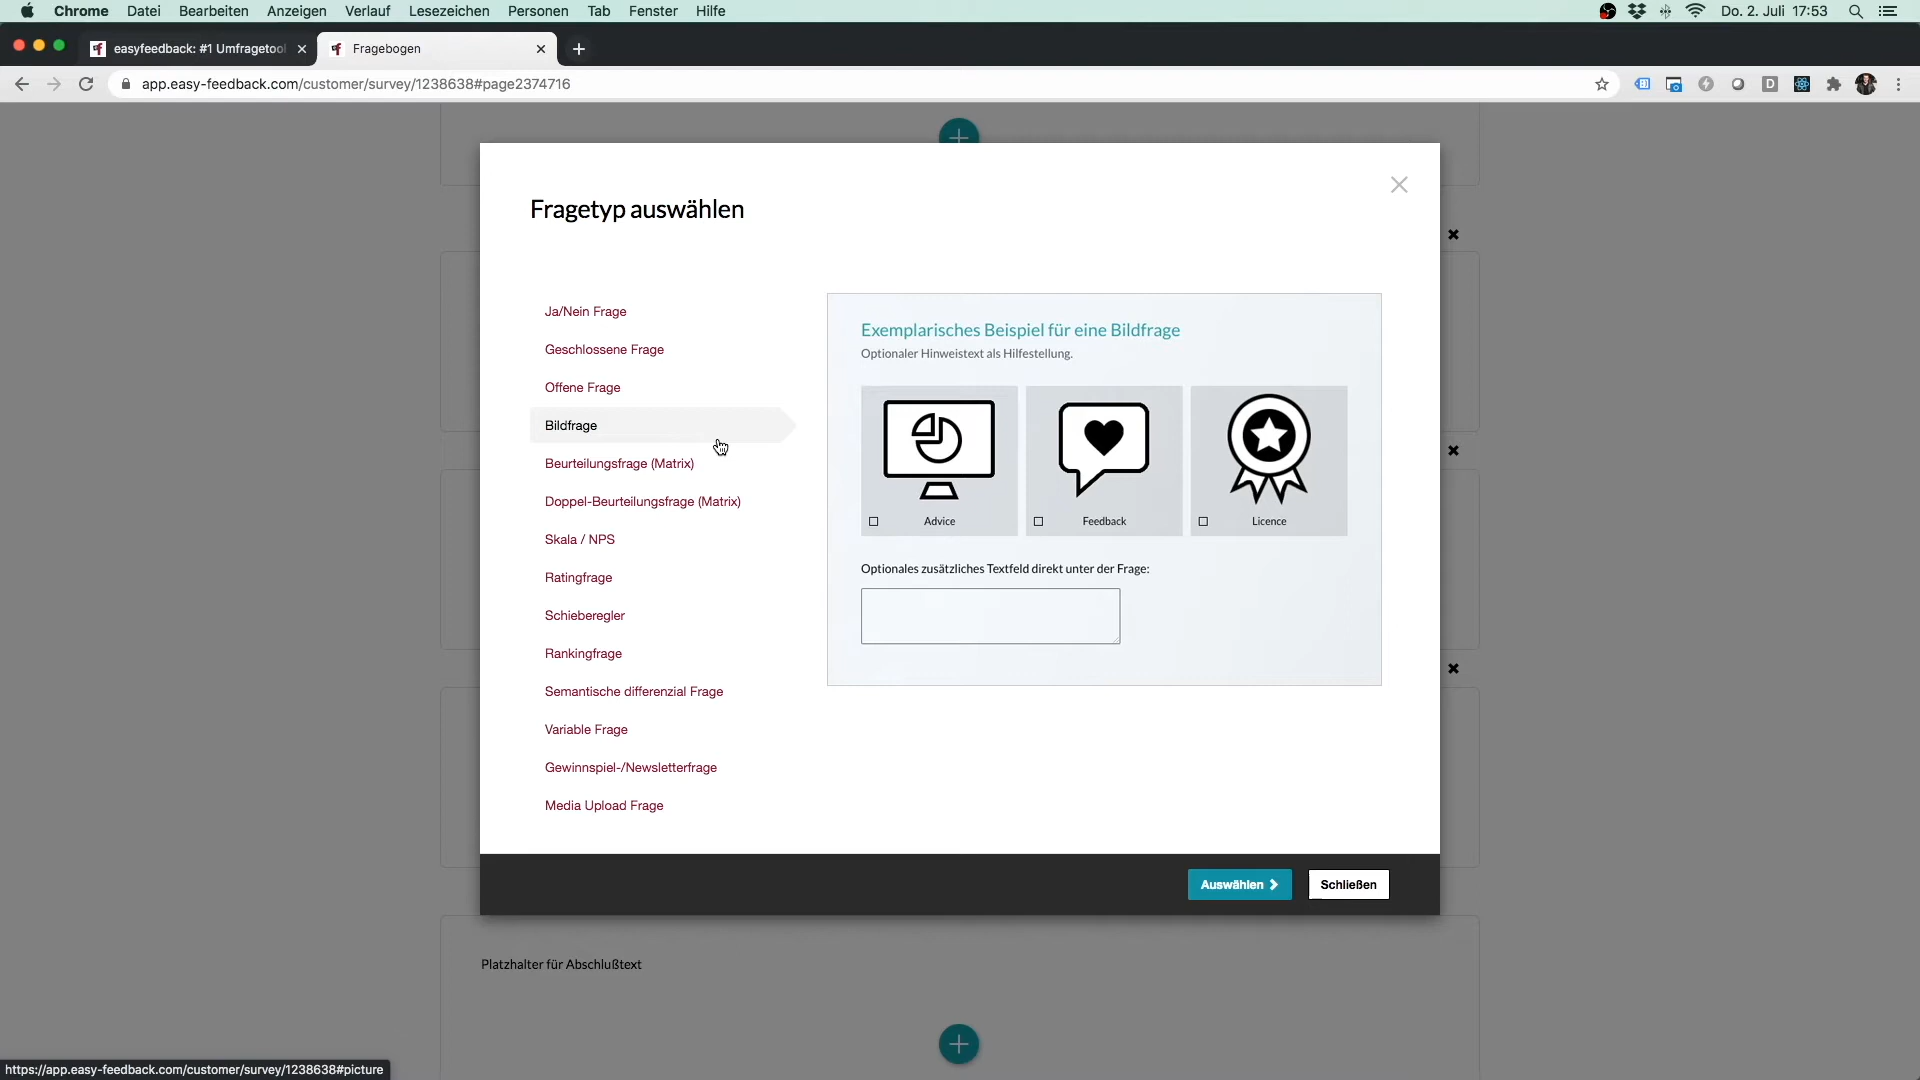 Chrome Datei Bearbeiten Anzeigen Verlauf Lesezeichen Personen Tab Fenster Hilfe Do. 2. Juli 17:53
easyfeedback: #1 Umfragetool Fragebogen
app.easy-feedback.com/customer/survey/1238638#page2374716
Fragetyp auswählen
Ja/Nein Frage
Geschlossene Frage
Offene Frage
Bildfrage
Beurteilungsfrage (Matrix)
Doppel-Beurteilungsfrage (Matrix)
Skala / NPS
Ratingfrage
Schieberegler
Rankingfrage
Semantische differenzial Frage
Variable Frage
Gewinnspiel-/Newsletterfrage
Media Upload Frage
Exemplarisches Beispiel für eine Bildfrage
Optionaler Hinweistext als Hilfestellung.
Advice Feedback Licence
Optionales zusätzliches Textfeld direkt unter der Frage:
Auswählen Schließen
Platzhalter für Abschlußtext
https://app.easy-feedback.com/customer/survey/1238638#picture